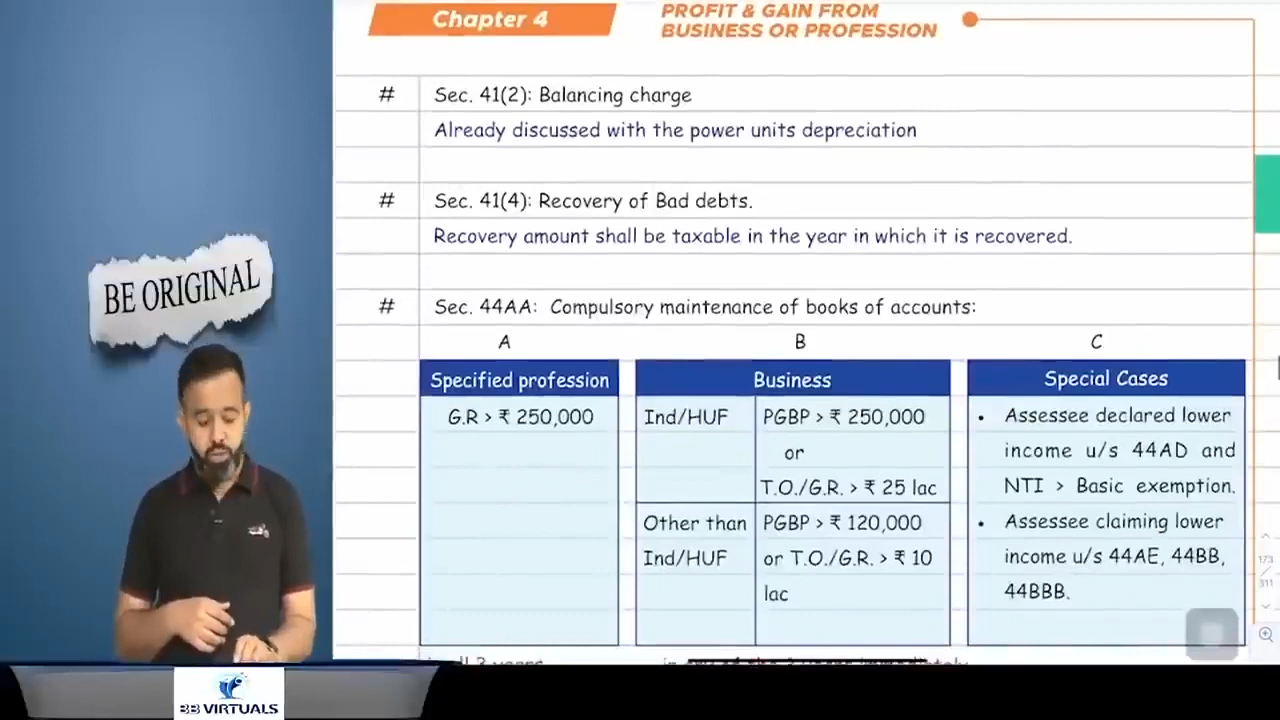 Chapter 4
PROFIT & GAIN FROM
BUSINESS OR PROFESSION
# Sec. 41(2): Balancing charge
Already discussed with the power units depreciation
# Sec. 41(4): Recovery of Bad debts.
Recovery amount shall be taxable in the year in which it is recovered.
# Sec. 44AA: Compulsory maintenance of books of accounts:
A
Specified profession
G.R > ₹ 250,000
B
Business
Ind/HUF
PGBP > ₹ 250,000
or
T.O./G.R. > ₹ 25 lac
Other than
Ind/HUF
PGBP > ₹ 120,000
or T.O./G.R. > ₹ 10
lac
C
Special Cases
• Assessee declared lower
income u/s 44AD and
NTI > Basic exemption.
• Assessee claiming lower
income u/s 44AE, 44BB,
44BBB.
173
311
BE ORIGINAL
BB VIRTUALS